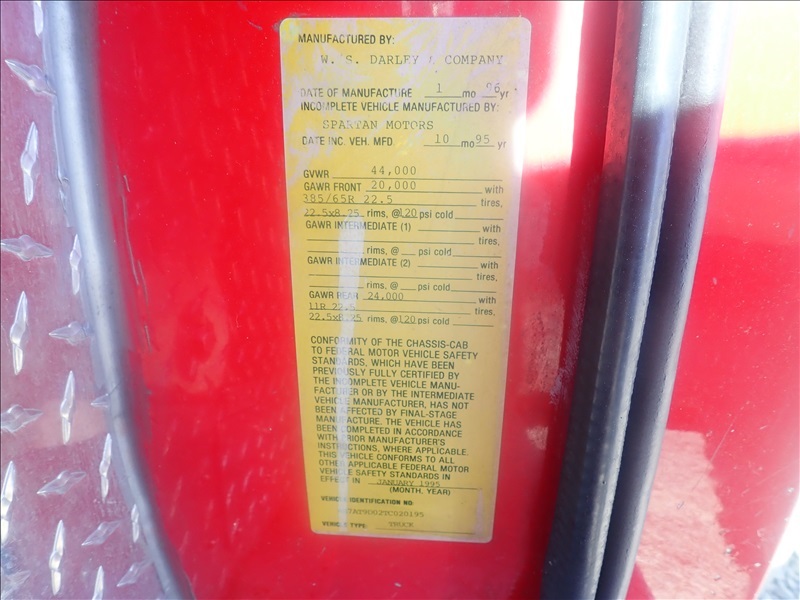 MANUFACTURED BY:
W. S. DARLEY & COMPANY
DATE OF MANUFACTURE 1 mo 96 yr
INCOMPLETE VEHICLE MANUFACTURED BY:
SPARTAN MOTORS
DATE INC. VEH. MFD. 10 mo 95 yr
GVWR 44,000
GAWR FRONT 20,000 with
385/65R 22.5 tires,
22.5x8.25 rims, @120 psi cold
GAWR INTERMEDIATE (1) with
tires,
rims, @ psi cold
GAWR INTERMEDIATE (2) with
tires,
rims, @ psi cold
GAWR REAR 24,000 with
11R 22.5 tires,
22.5x8.25 rims, @120 psi cold
CONFORMITY OF THE CHASSIS-CAB
TO FEDERAL MOTOR VEHICLE SAFETY
STANDARDS, WHICH HAVE BEEN
PREVIOUSLY FULLY CERTIFIED BY
THE INCOMPLETE VEHICLE MANU-
FACTURER OR BY THE INTERMEDIATE
VEHICLE MANUFACTURER, HAS NOT
BEEN AFFECTED BY FINAL-STAGE
MANUFACTURE. THE VEHICLE HAS
BEEN COMPLETED IN ACCORDANCE
WITH PRIOR MANUFACTURER'S
INSTRUCTIONS, WHERE APPLICABLE.
THIS VEHICLE CONFORMS TO ALL
OTHER APPLICABLE FEDERAL MOTOR
VEHICLE SAFETY STANDARDS IN
EFFECT IN JANUARY 1995
(MONTH, YEAR)
VEHICLE IDENTIFICATION NO:
VEHICLE TYPE: TRUCK